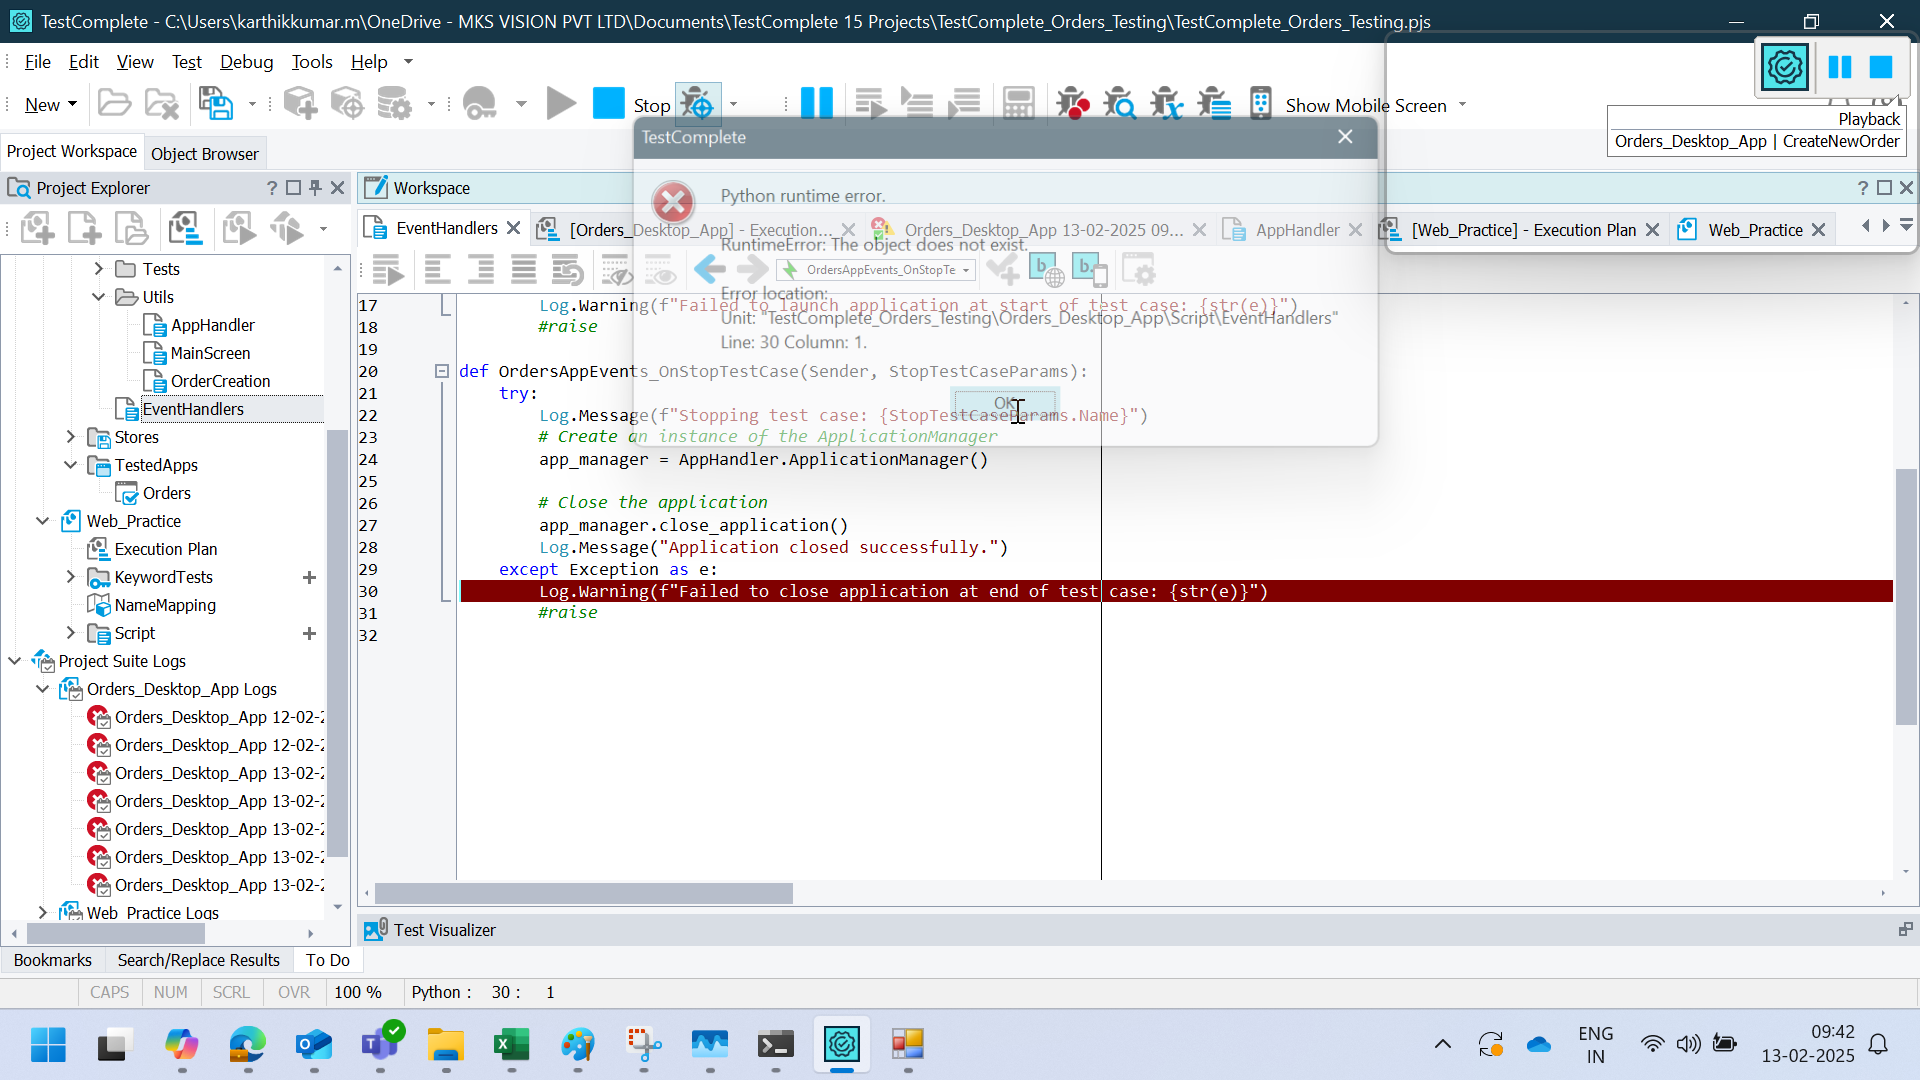 TestComplete - C:\Users\karthikkumar.m\OneDrive - MKS VISION PVT LTD\Documents\TestComplete 15 Projects\TestComplete_Orders_Testing\TestComplete_Orders_Testing.pjs
File Edit View Test Debug Tools Help
New Stop Show Mobile Screen
Playback
Orders_Desktop_App | CreateNewOrder
Project Workspace Object Browser
Project Explorer
Workspace
EventHandlers
[Orders_Desktop_App] - Execution...
Orders_Desktop_App 13-02-2025 09...
AppHandler
[Web_Practice] - Execution Plan
Web_Practice
OrdersAppEvents_OnStopTe
TestComplete
Python runtime error.
RuntimeError: The object does not exist.
Error location:
Unit: "TestComplete_Orders_Testing\Orders_Desktop_App\Script\EventHandlers"
Line: 30 Column: 1.
OK
Tests
Utils
AppHandler
MainScreen
OrderCreation
EventHandlers
Stores
TestedApps
Orders
Web_Practice
Execution Plan
KeywordTests
NameMapping
Script
Project Suite Logs
Orders_Desktop_App Logs
Orders_Desktop_App 12-02-2
Orders_Desktop_App 12-02-2
Orders_Desktop_App 13-02-2
Orders_Desktop_App 13-02-2
Orders_Desktop_App 13-02-2
Orders_Desktop_App 13-02-2
Orders_Desktop_App 13-02-2
Web_Practice Logs
17 Log.Warning(f"Failed to launch application at start of test case: {str(e)}")
18 #raise
19
20 def OrdersAppEvents_OnStopTestCase(Sender, StopTestCaseParams):
21 try:
22 Log.Message(f"Stopping test case: {StopTestCaseParams.Name}")
23 # Create an instance of the ApplicationManager
24 app_manager = AppHandler.ApplicationManager()
25
26 # Close the application
27 app_manager.close_application()
28 Log.Message("Application closed successfully.")
29 except Exception as e:
30 Log.Warning(f"Failed to close application at end of test case: {str(e)}")
31 #raise
32
Test Visualizer
Bookmarks Search/Replace Results To Do
CAPS NUM SCRL OVR 100 % Python : 30 : 1
ENG
IN
09:42
13-02-2025